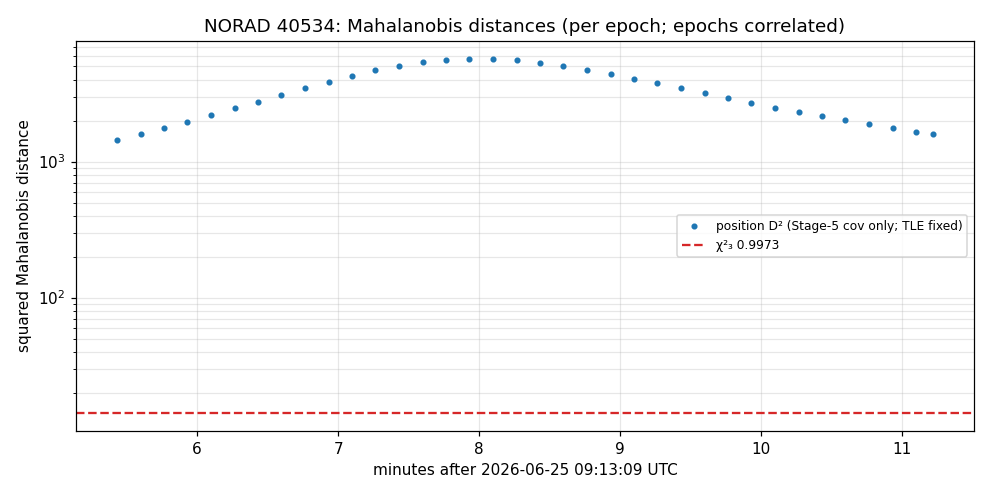 NORAD 40534: Mahalanobis distances (per epoch; epochs correlated)
squared Mahalanobis distance
10³
10²
position D² (Stage-5 cov only; TLE fixed)
χ²₃ 0.9973
6 7 8 9 10 11
minutes after 2026-06-25 09:13:09 UTC